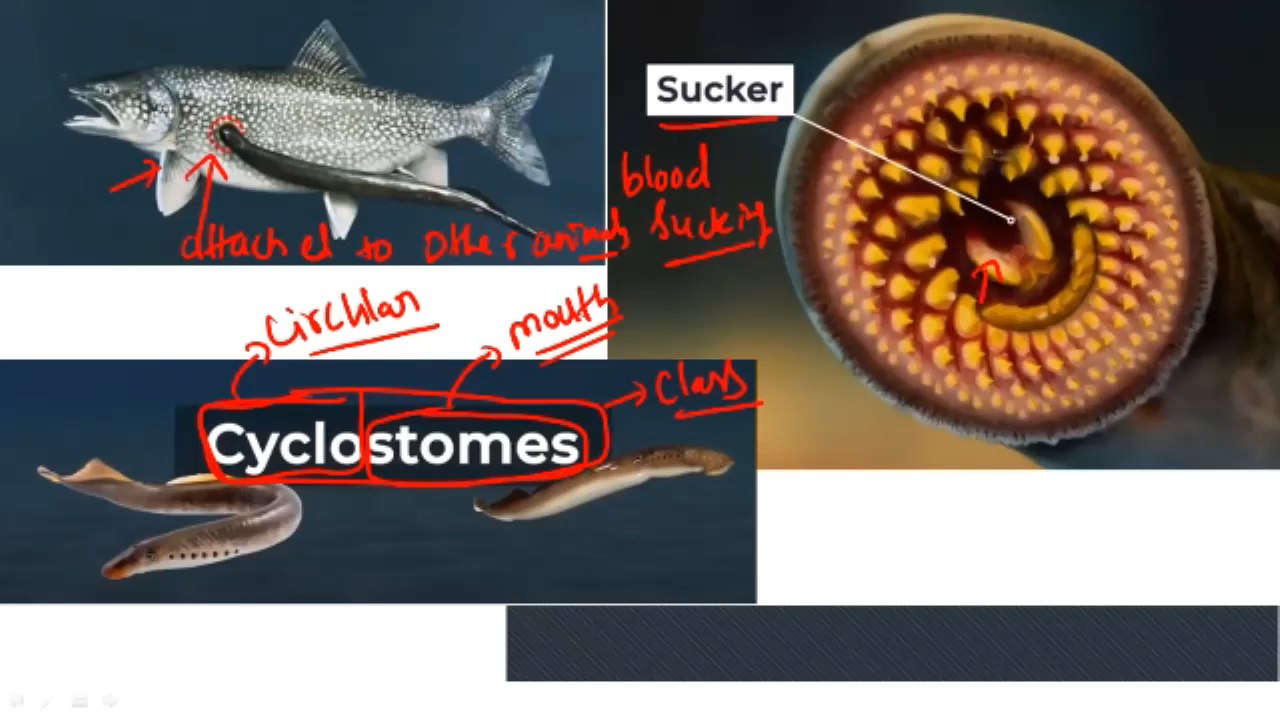 Sucker
blood
sucking
attached to other animals
circular
mouth
class
Cyclostomes